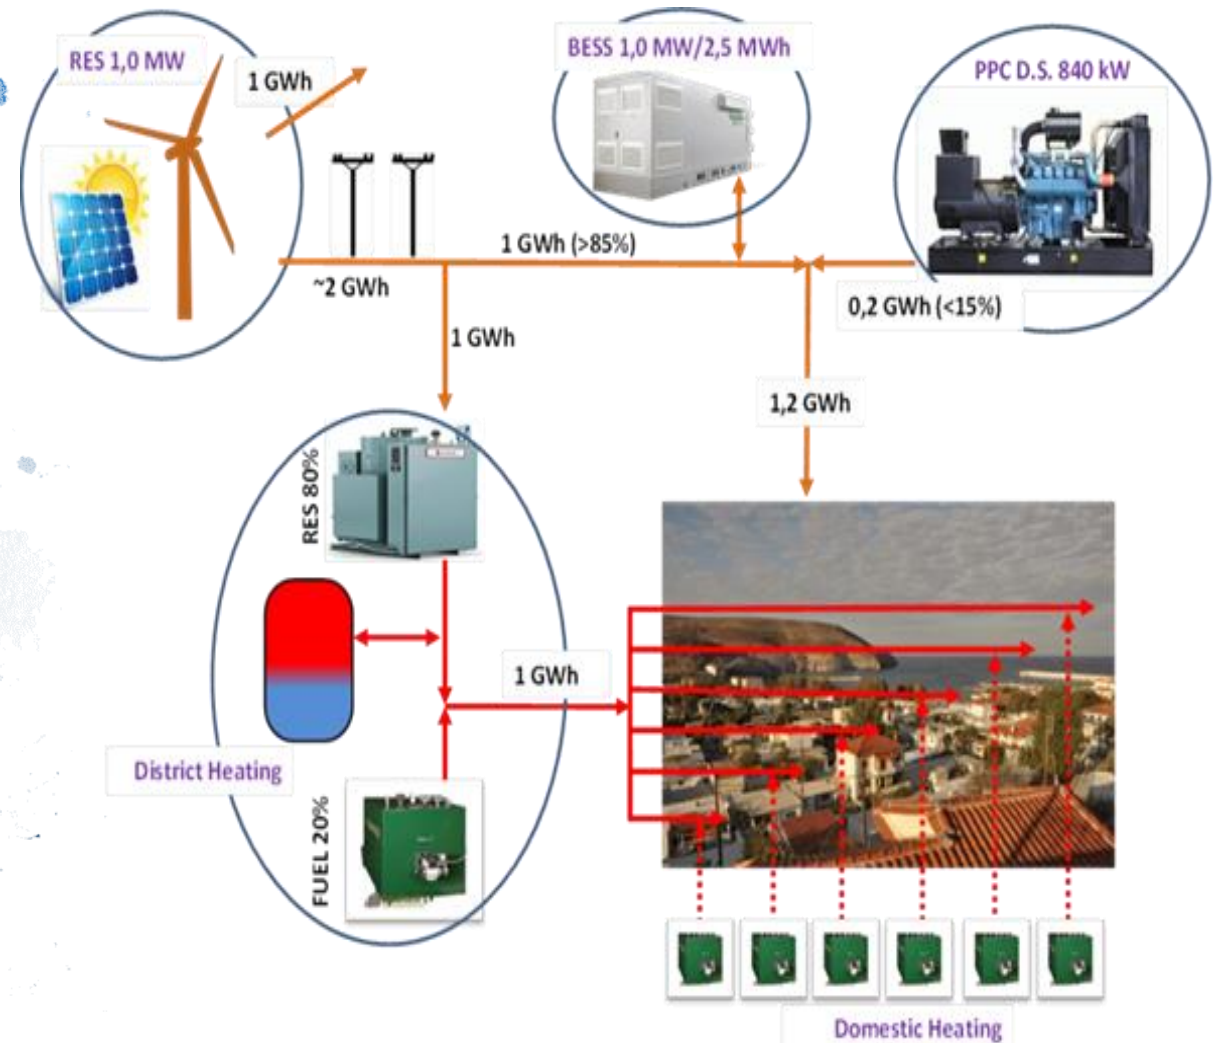 RES 1,0 MW
1 GWh
BESS 1,0 MW/2,5 MWh
PPC D.S. 840 kW
1 GWh (>85%)
~2 GWh
0,2 GWh (<15%)
1 GWh
1,2 GWh
RES 80%
1 GWh
District Heating
FUEL 20%
Domestic Heating